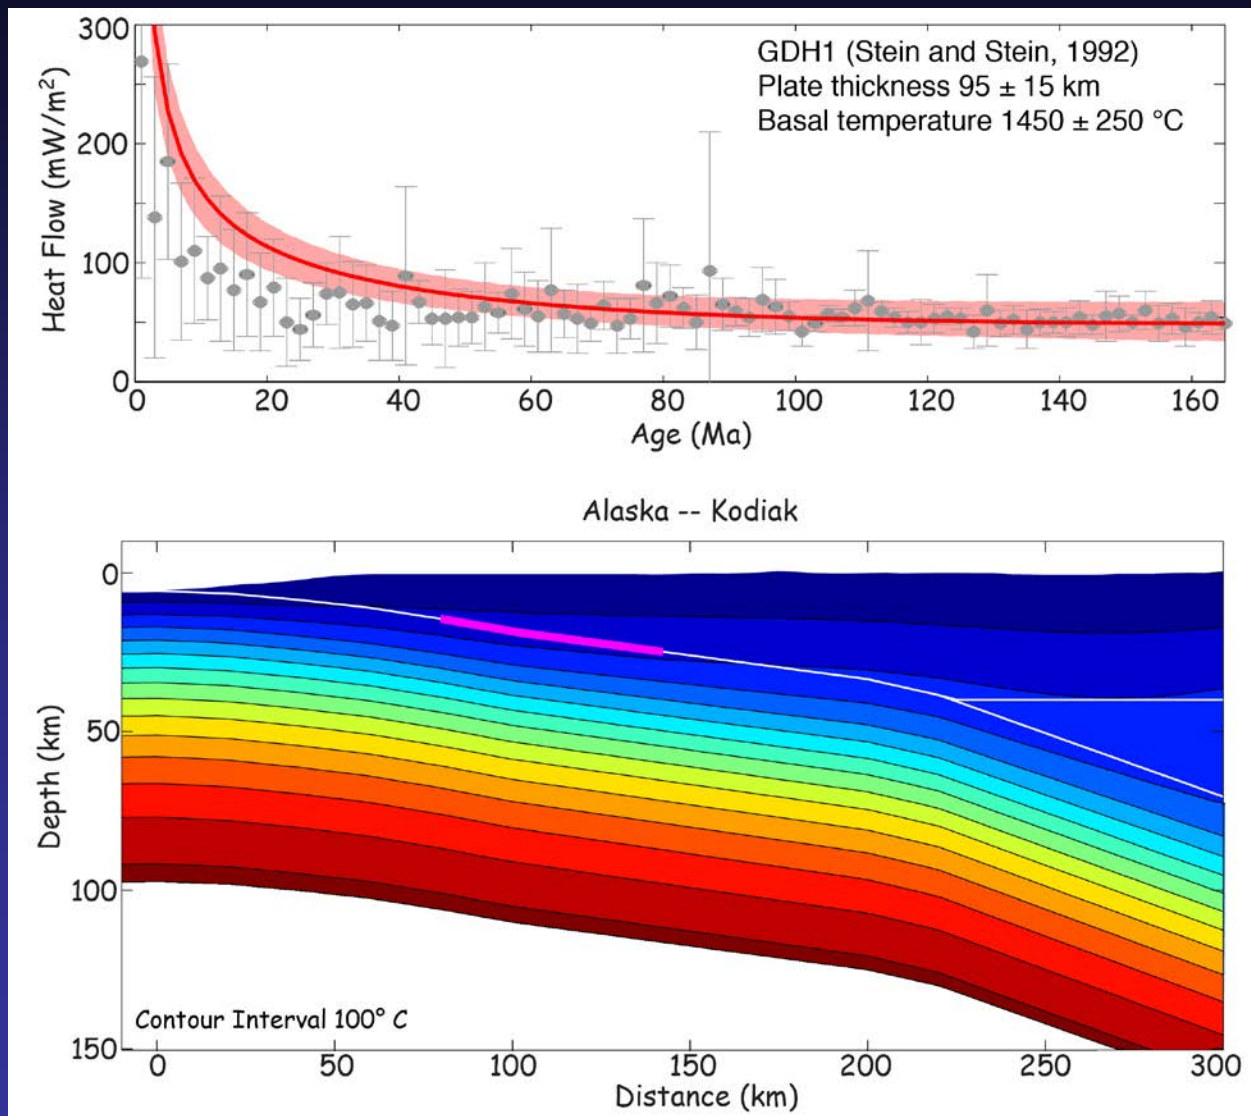 GDH1 (Stein and Stein, 1992)
Plate thickness 95 ± 15 km
Basal temperature 1450 ± 250 °C
Heat Flow (mW/m²)
300
200
100
0
0 20 40 60 80 100 120 140 160
Age (Ma)
Alaska -- Kodiak
Depth (km)
0
50
100
150
Contour Interval 100° C
0 50 100 150 200 250 300
Distance (km)